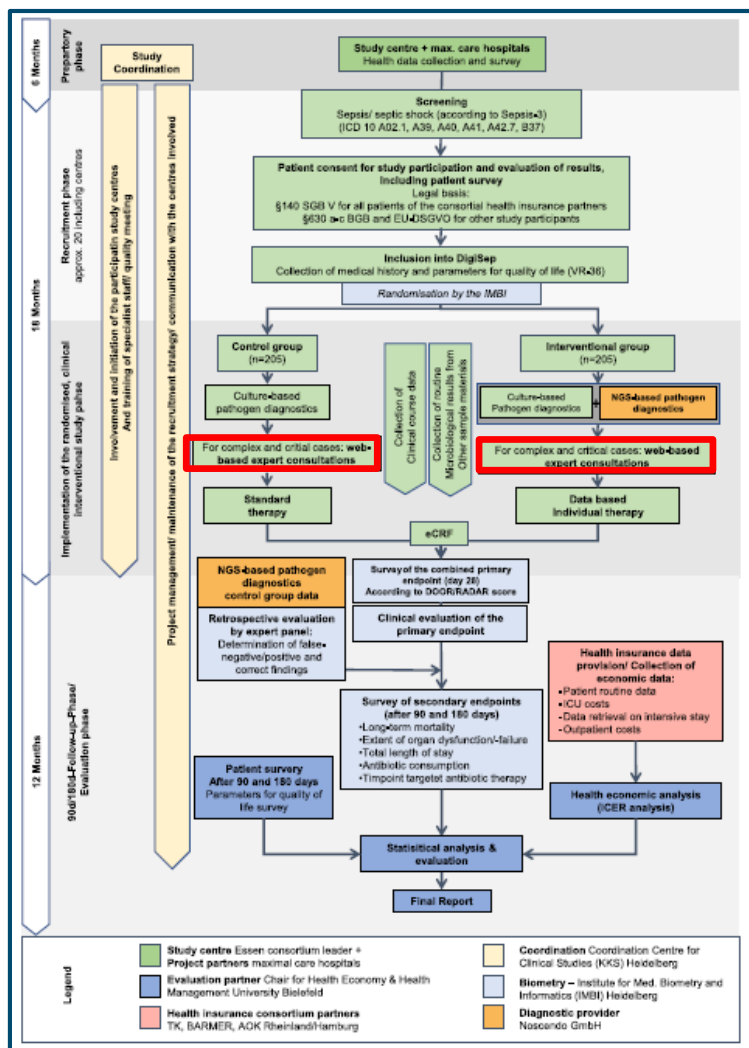 6 Months
Prepartory
phase
Study
Coordination
Study centre + max. care hospitals
Health data collection and survey
18 Months
Recruitment phase
approx. 20 including centres
Screening
Sepsis/ septic shock (according to Sepsis-3)
(ICD 10 A02.1, A39, A40, A41, A42.7, B37)
Patient consent for study participation and evaluation of results,
including patient survey
Legal basis:
§140 SGB V for all patients of the consortial health insurance partners
§630 a-c BGB and EU-DSGVO for other study participants
Inclusion into DigiSep
Collection of medical history and parameters for quality of life (VR-36)
Randomisation by the IMBI
Involvement and initiation of the participatin study centres
And training of specialist staff/ quality meeting
Project management/ maintenance of the recruitment strategy/ communication with the centres involved
Implementation of the randomised, clinical
interventional study pahse
Control group
(n=205)
Interventional group
(n=205)
Collection of
Clinical course data
Collection of routine
Microbiological results from
Other sample materials
Culture-based
pathogen diagnostics
Culture-based
Pathogen diagnostics
+
NGS-based pathogen
diagnostics
For complex and critial cases: web-
based expert consultations
For complex and critical cases: web-based
expert consultations
Standard
therapy
Data based
Individual therapy
eCRF
12 Months
90d/180d-Follow-up-Phase/
Evaluation phase
NGS-based pathogen
diagnostics
control group data
Survey of the combined primary
endpoint (day 28)
According to DOOR/RADAR score
Retrospective evaluation
by expert panel:
Determination of false-
negative/positive and
correct findings
Clinical evaluation of the
primary endpoint
Health insurance data
provision/ Collection of
economic data:
-Patient routine data
-ICU costs
-Data retrieval on intensive stay
-Outpatient costs
Survey of secondary endpoints
(after 90 and 180 days)
•Long-term mortality
•Extent of organ dysfunction/-failure
•Total length of stay
•Antibiotic consumption
•Timpoint targetet antibiotic therapy
Patient survery
After 90 and 180 days
Parameters for quality of
life survey
Health economic analysis
(ICER analysis)
Statisitical analysis &
evaluation
Final Report
Legend
Study centre Essen consortium leader +
Project partners maximal care hospitals
Evaluation partner Chair for Health Economy & Health
Management University Bielefeld
Health insurance consortium partners
TK, BARMER, AOK Rheinland/Hamburg
Coordination Coordination Centre for
Clinical Studies (KKS) Heidelberg
Biometry – Institute for Med. Biometry and
Informatics (IMBI) Heidelberg
Diagnostic provider
Noscendo GmbH